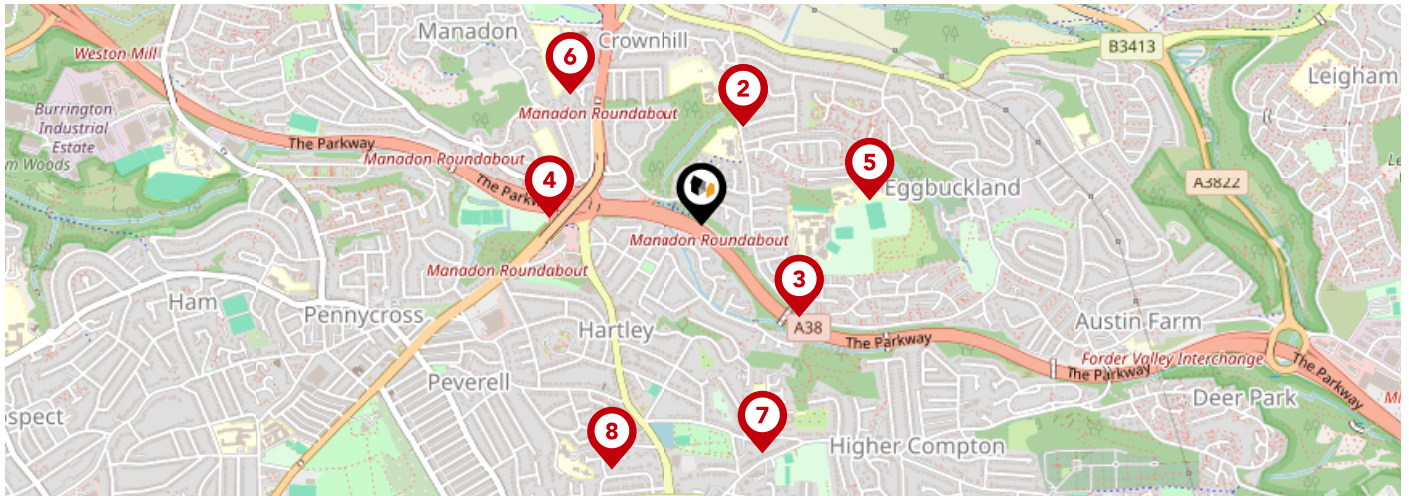 Manadon
Crownhill
6
Weston Mill
B3413
Leigham
2
Burrington
Industrial
Estate
Manadon Roundabout
The Parkway
Manadon Roundabout
m Woods
5
4
The Parkw
Eggbuckland
A3822
Manadon Roundabout
Manadon Roundabout
3
Ham
Pennycross
Hartley
A38
Austin Farm
The Parkway
Forder Valley Interchange
The Parkway
The Parkway
Peverell
Deer Park
ospect
7
8
Higher Compton